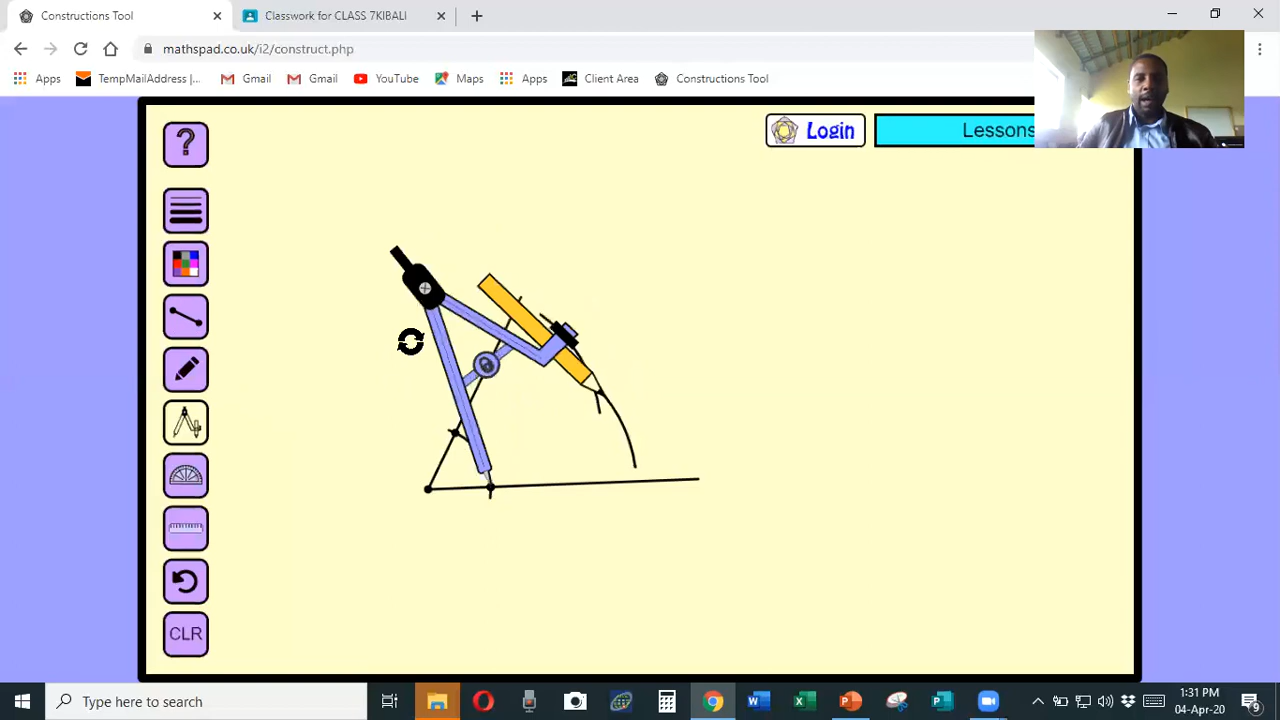 Constructions Tool
Classwork for CLASS 7KIBALI
mathspad.co.uk/i2/construct.php
Apps
TempMailAddress |...
Gmail
Gmail
YouTube
Maps
Apps
Client Area
Constructions Tool
?
Login
Lessons
CLR
Type here to search
1:31 PM
04-Apr-20
9